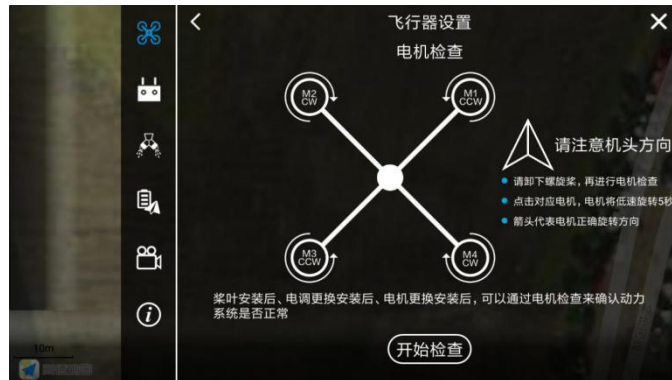 飞行器设置
电机检查
M2
CW
M1
CCW
请注意机头方向
请卸下螺旋桨，再进行电机检查
点击对应电机，电机将低速旋转5秒
箭头代表电机正确旋转方向
M3
CCW
M4
CW
桨叶安装后、电调更换安装后、电机更换安装后，可以通过电机检查来确认动力
系统是否正常
开始检查
10m
高德地图